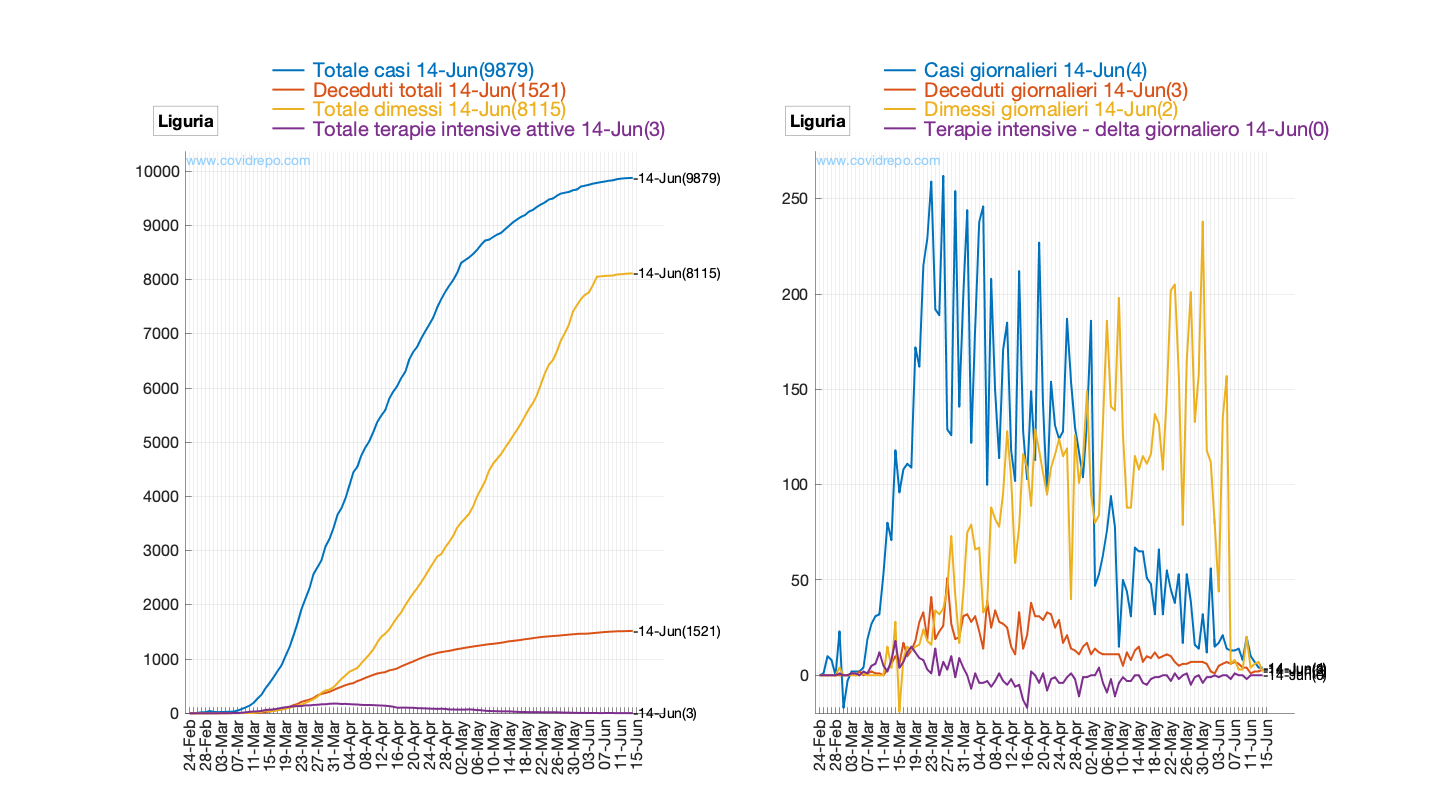 Totale casi 14-Jun(9879)
Deceduti totali 14-Jun(1521)
Totale dimessi 14-Jun(8115)
Totale terapie intensive attive 14-Jun(3)
Liguria
www.covidrepo.com
10000
9000
8000
7000
6000
5000
4000
3000
2000
1000
0
-14-Jun(9879)
-14-Jun(8115)
-14-Jun(1521)
-14-Jun(3)
24-Feb
28-Feb
03-Mar
07-Mar
11-Mar
15-Mar
19-Mar
23-Mar
27-Mar
31-Mar
04-Apr
08-Apr
12-Apr
16-Apr
20-Apr
24-Apr
28-Apr
02-May
06-May
10-May
14-May
18-May
22-May
26-May
30-May
03-Jun
07-Jun
11-Jun
15-Jun
Casi giornalieri 14-Jun(4)
Deceduti giornalieri 14-Jun(3)
Dimessi giornalieri 14-Jun(2)
Terapie intensive - delta giornaliero 14-Jun(0)
Liguria
www.covidrepo.com
250
200
150
100
50
0
24-Feb
28-Feb
03-Mar
07-Mar
11-Mar
15-Mar
19-Mar
23-Mar
27-Mar
31-Mar
04-Apr
08-Apr
12-Apr
16-Apr
20-Apr
24-Apr
28-Apr
02-May
06-May
10-May
14-May
18-May
22-May
26-May
30-May
03-Jun
07-Jun
11-Jun
15-Jun